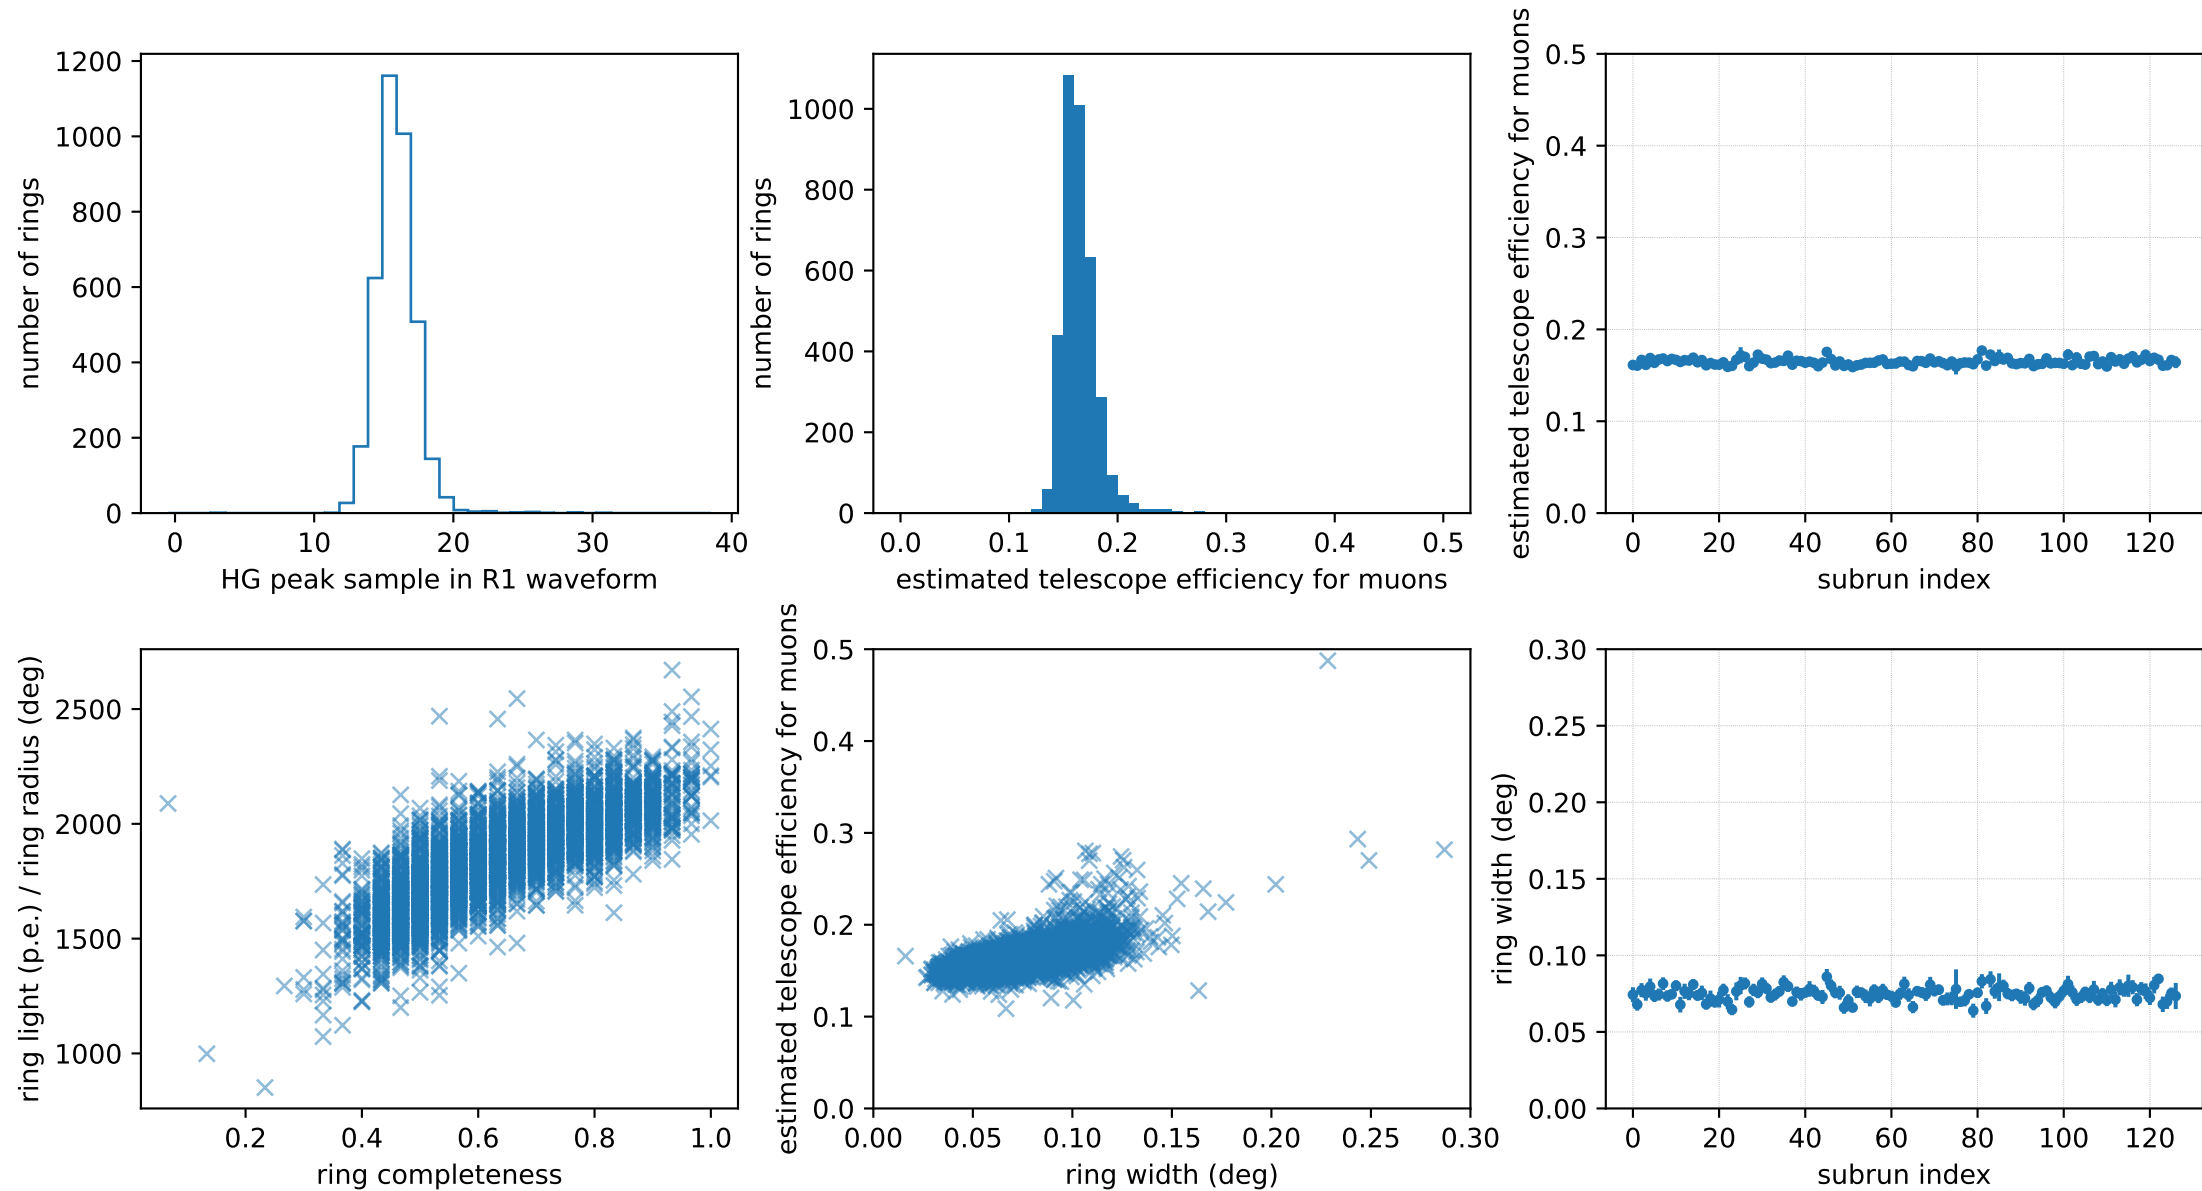 number of rings
1200
1000
800
600
400
200
0
0 10 20 30 40
HG peak sample in R1 waveform
number of rings
1000
800
600
400
200
0
0.0 0.1 0.2 0.3 0.4 0.5
estimated telescope efficiency for muons
estimated telescope efficiency for muons
0.5
0.4
0.3
0.2
0.1
0.0
0 20 40 60 80 100 120
subrun index
ring light (p.e.) / ring radius (deg)
2500
2000
1500
1000
0.2 0.4 0.6 0.8 1.0
ring completeness
estimated telescope efficiency for muons
0.5
0.4
0.3
0.2
0.1
0.0
0.00 0.05 0.10 0.15 0.20 0.25 0.30
ring width (deg)
ring width (deg)
0.30
0.25
0.20
0.15
0.10
0.05
0.00
0 20 40 60 80 100 120
subrun index